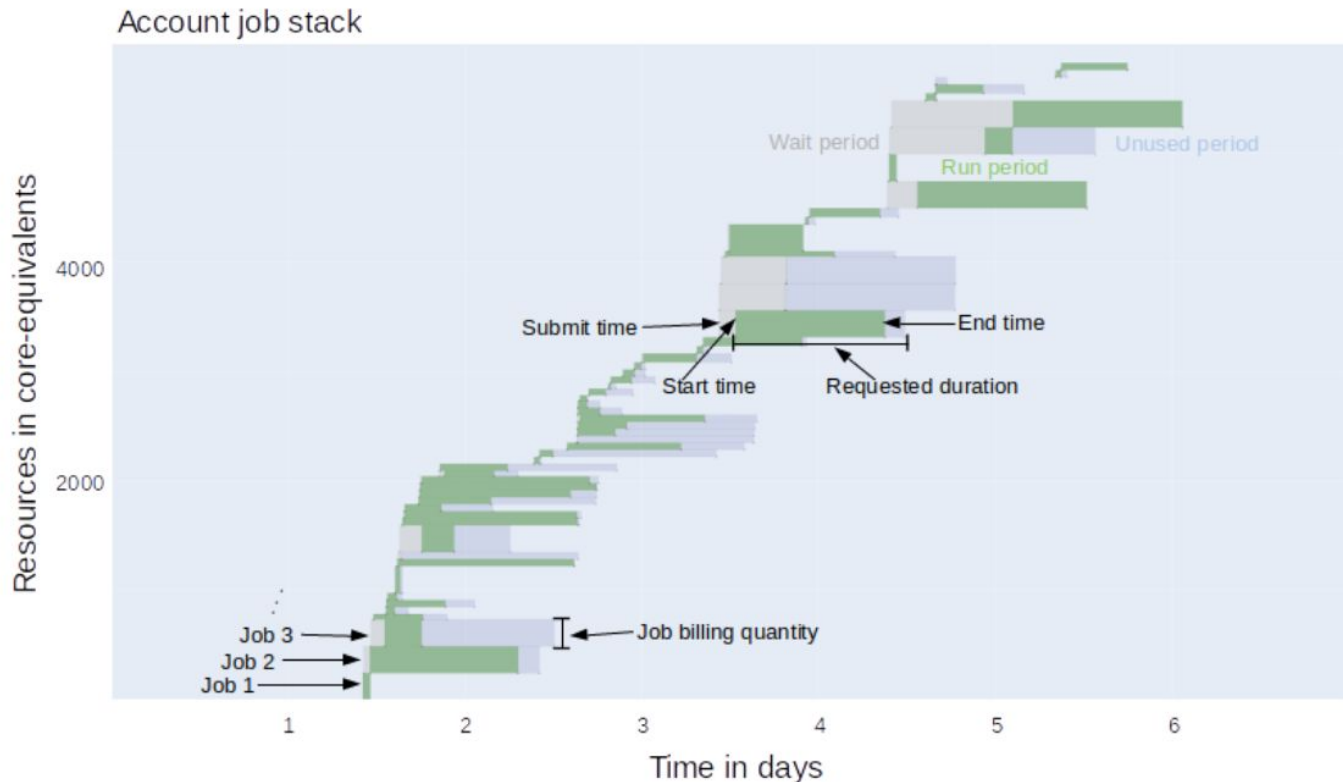 Account job stack
Resources in core-equivalents
4000
2000
Wait period
Unused period
Run period
Submit time
End time
Start time
Requested duration
Job 3
Job billing quantity
Job 2
Job 1
1
2
3
4
5
6
Time in days